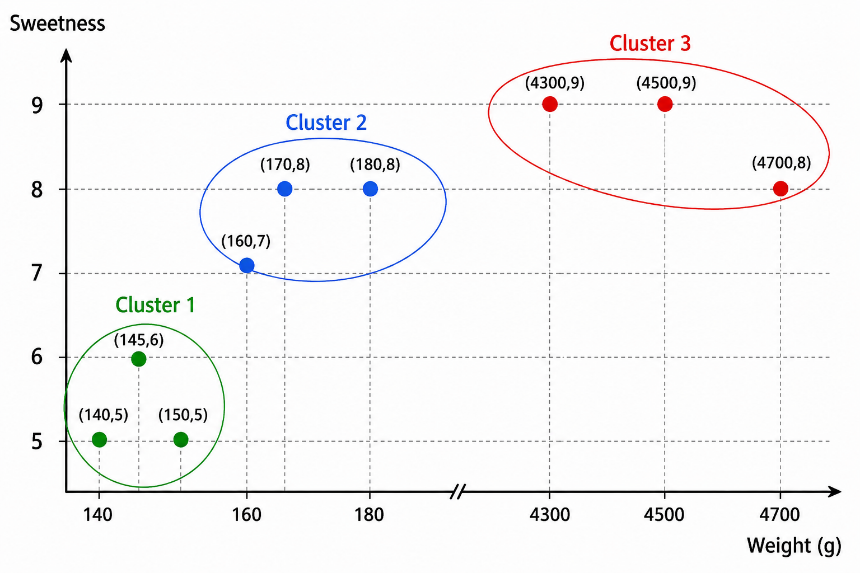 Sweetness
Cluster 3
(4300,9) (4500,9)
9
Cluster 2
(170,8) (180,8) (4700,8)
8
(160,7)
7
Cluster 1
(145,6)
6
(140,5) (150,5)
5
140 160 180 4300 4500 4700
Weight (g)